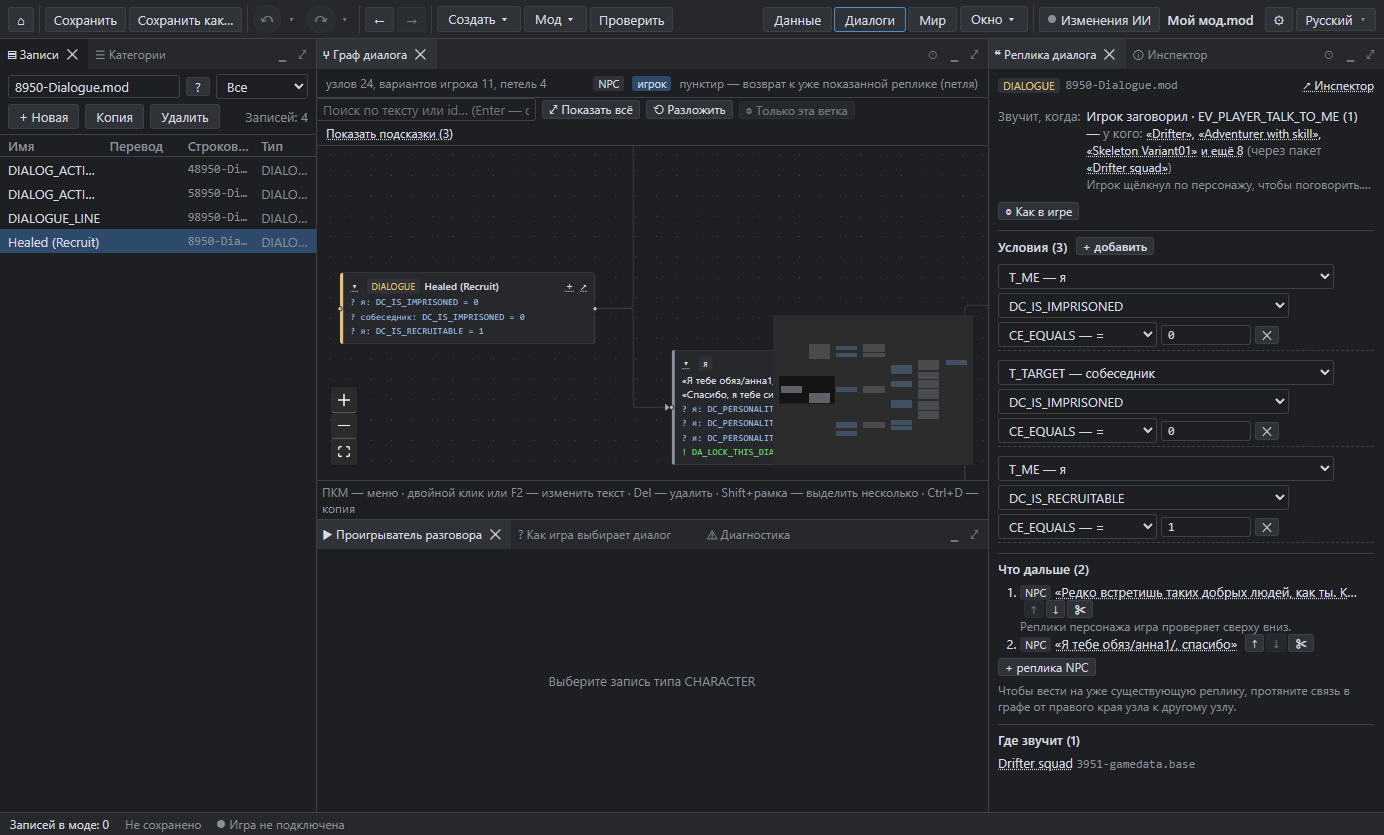 Сохранить Сохранить как... Создать Мод Проверить Данные Диалоги Мир Окно Изменения ИИ Мой мод.mod Русский
Записи Категории
8950-Dialogue.mod ? Все
+ Новая Копия Удалить Записей: 4
Имя Перевод Строков... Тип
DIALOG_ACTI... 48950-Di... DIALO...
DIALOG_ACTI... 58950-Di... DIALO...
DIALOGUE_LINE 98950-Di... DIALO...
Healed (Recruit) 8950-Dia... DIALO...
Граф диалога
узлов 24, вариантов игрока 11, петель 4 NPC игрок пунктир — возврат к уже показанной реплике (петля)
Поиск по тексту или id... (Enter — с Показать всё Разложить Только эта ветка
Показать подсказки (3)
DIALOGUE Healed (Recruit) +
? я: DC_IS_IMPRISONED = 0
? собеседник: DC_IS_IMPRISONED = 0
? я: DC_IS_RECRUITABLE = 1
я
«Я тебе обяз/анна1/
«Спасибо, я тебе си
? я: DC_PERSONALIT
? я: DC_PERSONALIT
? я: DC_PERSONALIT
! DA_LOCK_THIS_DIA
ПКМ — меню · двойной клик или F2 — изменить текст · Del — удалить · Shift+рамка — выделить несколько · Ctrl+D —
копия
Проигрыватель разговора ? Как игра выбирает диалог Диагностика
Выберите запись типа CHARACTER
Реплика диалога Инспектор
DIALOGUE 8950-Dialogue.mod Инспектор
Звучит, когда: Игрок заговорил · EV_PLAYER_TALK_TO_ME (1)
— у кого: «Drifter», «Adventurer with skill»,
«Skeleton Variant01» и ещё 8 (через пакет
«Drifter squad»)
Игрок щёлкнул по персонажу, чтобы поговорить....
Как в игре
Условия (3) + добавить
T_ME — я
DC_IS_IMPRISONED
CE_EQUALS — = 0
T_TARGET — собеседник
DC_IS_IMPRISONED
CE_EQUALS — = 0
T_ME — я
DC_IS_RECRUITABLE
CE_EQUALS — = 1
Что дальше (2)
1. NPC «Редко встретишь таких добрых людей, как ты. К...
Реплики персонажа игра проверяет сверху вниз.
2. NPC «Я тебе обяз/анна1/, спасибо»
+ реплика NPC
Чтобы вести на уже существующую реплику, протяните связь в
графе от правого края узла к другому узлу.
Где звучит (1)
Drifter squad 3951-gamedata.base
Записей в моде: 0 Не сохранено Игра не подключена